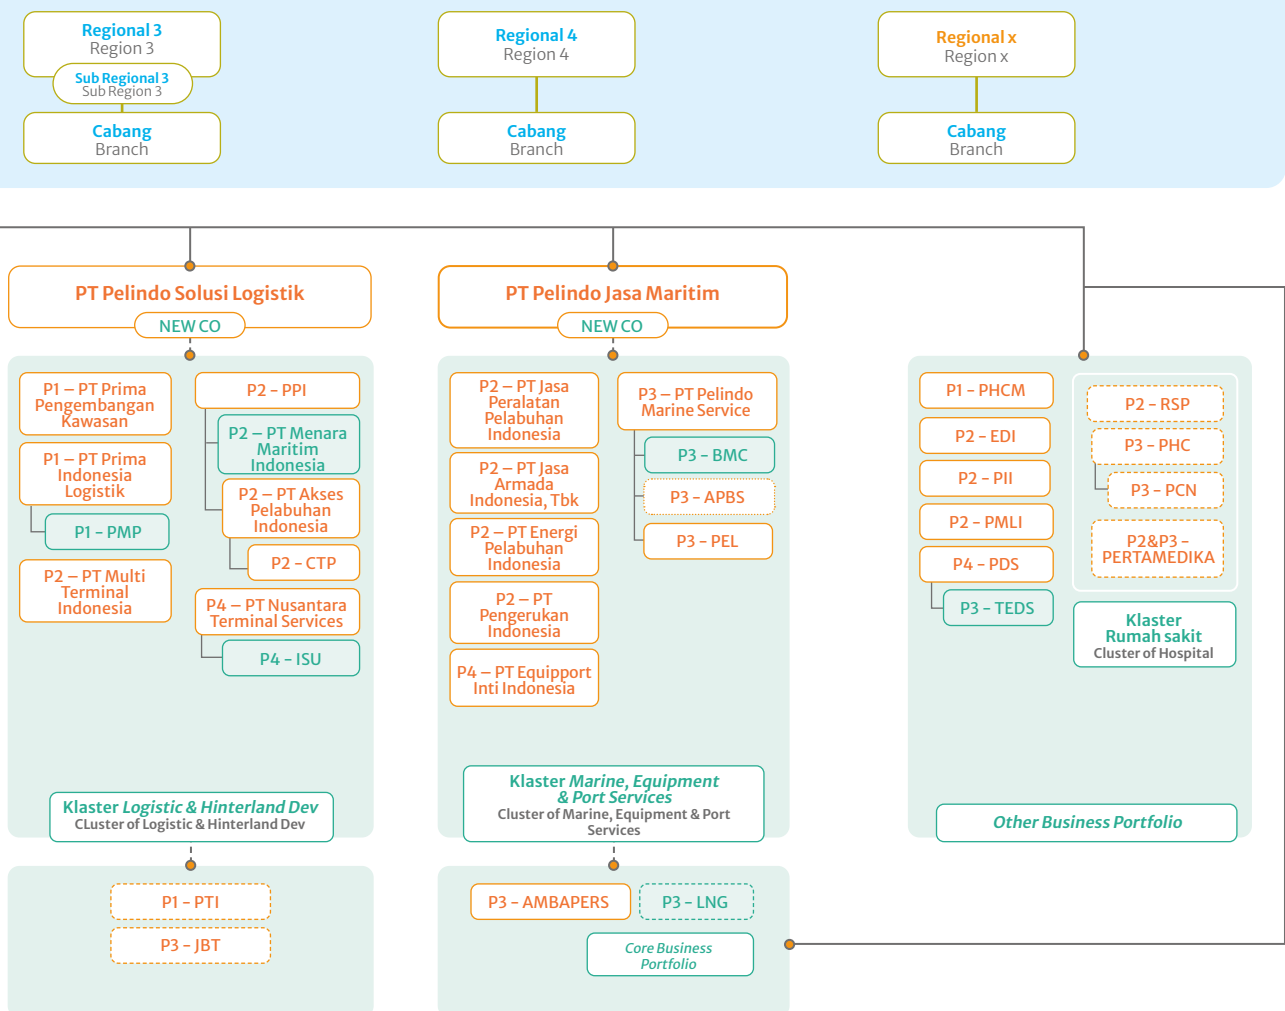 Regional 3
Region 3
Sub Regional 3
Sub Region 3
Cabang
Branch
Regional 4
Region 4
Cabang
Branch
Regional x
Region x
Cabang
Branch
PT Pelindo Solusi Logistik
NEW CO
P1 – PT Prima
Pengembangan
Kawasan
P1 – PT Prima
Indonesia
Logistik
P1 - PMP
P2 – PT Multi
Terminal
Indonesia
P2 - PPI
P2 – PT Menara
Maritim
Indonesia
P2 – PT Akses
Pelabuhan
Indonesia
P2 - CTP
P4 – PT Nusantara
Terminal Services
P4 - ISU
Klaster Logistic & Hinterland Dev
CLuster of Logistic & Hinterland Dev
P1 - PTI
P3 - JBT
PT Pelindo Jasa Maritim
NEW CO
P2 – PT Jasa
Peralatan
Pelabuhan
Indonesia
P2 – PT Jasa
Armada
Indonesia, Tbk
P2 – PT Energi
Pelabuhan
Indonesia
P2 – PT
Pengerukan
Indonesia
P4 – PT Equipport
Inti Indonesia
P3 – PT Pelindo
Marine Service
P3 - BMC
P3 - APBS
P3 - PEL
Klaster Marine, Equipment
& Port Services
Cluster of Marine, Equipment & Port
Services
P3 - AMBAPERS
P3 - LNG
Core Business
Portfolio
P1 - PHCM
P2 - EDI
P2 - PII
P2 - PMLI
P4 - PDS
P3 - TEDS
P2 - RSP
P3 - PHC
P3 - PCN
P2&P3 -
PERTAMEDIKA
Klaster
Rumah sakit
Cluster of Hospital
Other Business Portfolio